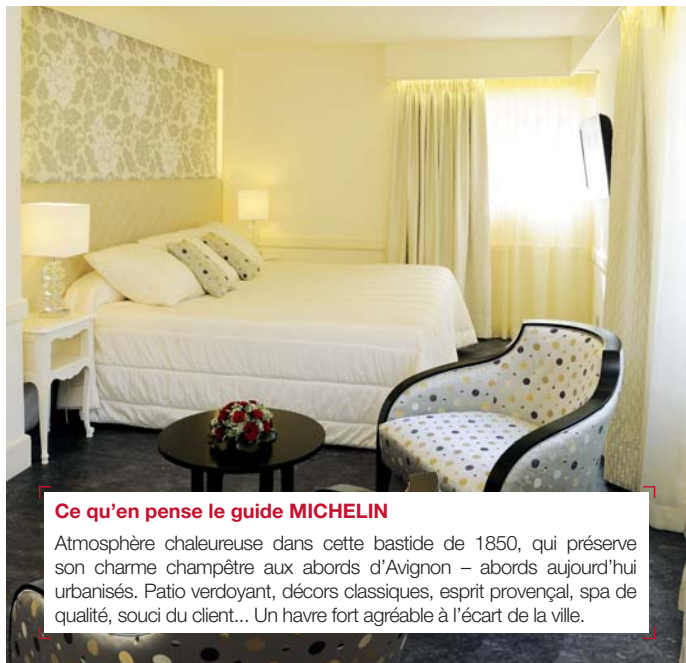 Ce qu'en pense le guide MICHELIN
Atmosphère chaleureuse dans cette bastide de 1850, qui préserve
son charme champêtre aux abords d'Avignon – abords aujourd'hui
urbanisés. Patio verdoyant, décors classiques, esprit provençal, spa de
qualité, souci du client... Un havre fort agréable à l'écart de la ville.